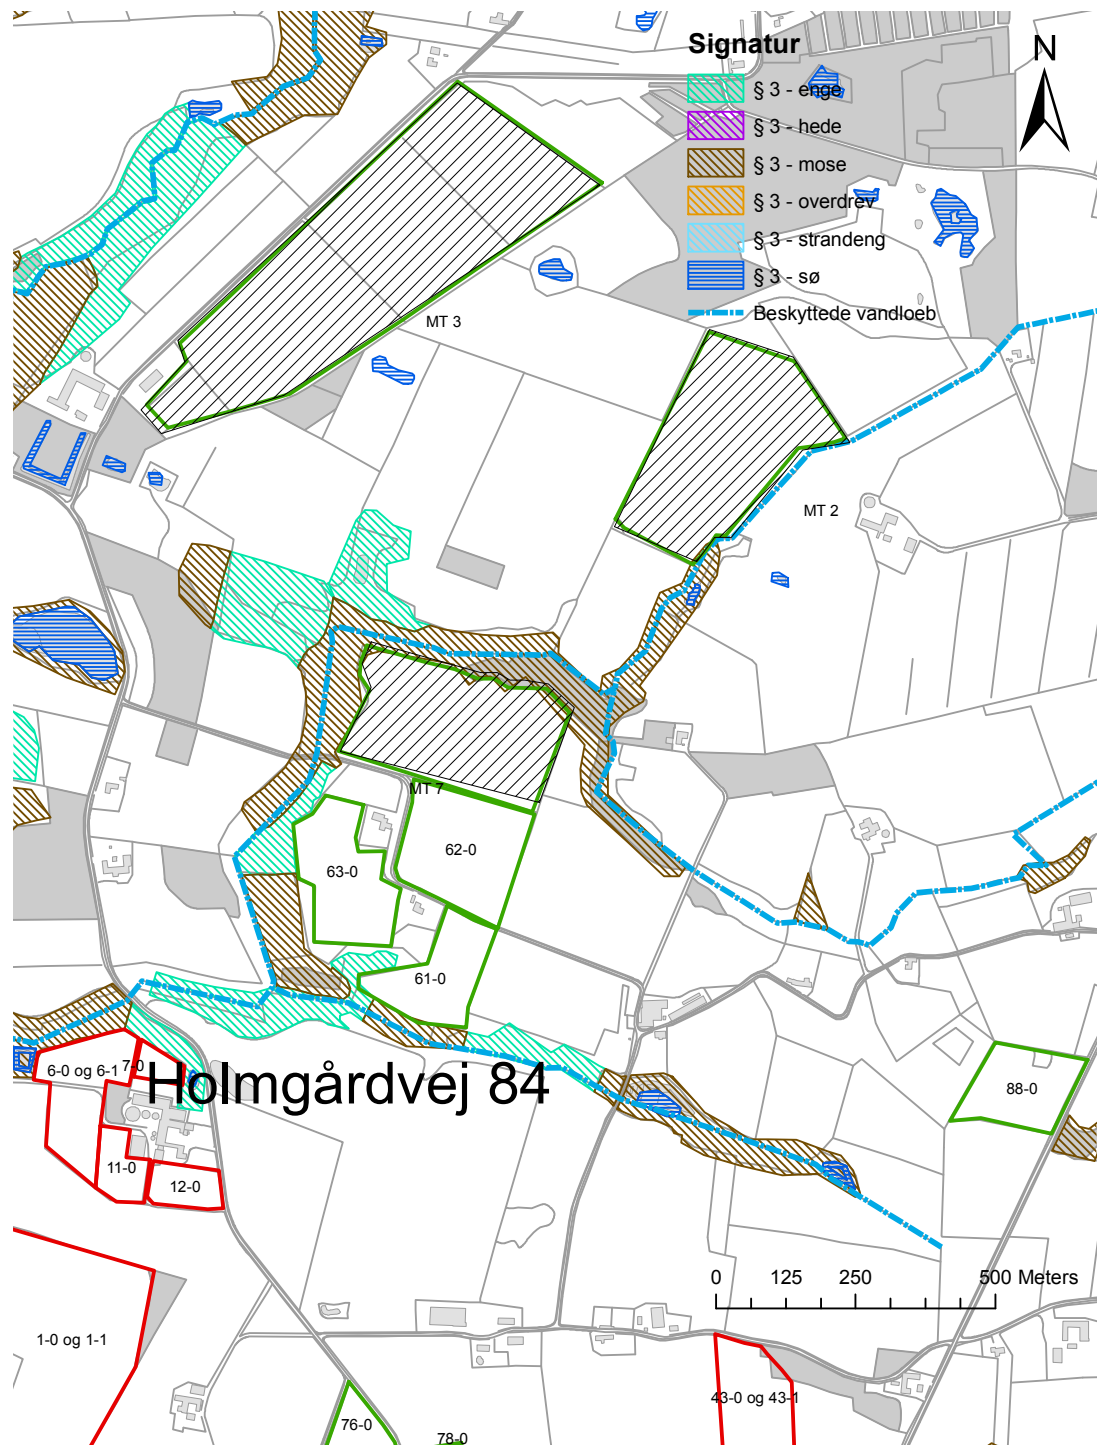 Signatur
N
§ 3 - enge
§ 3 - hede
§ 3 - mose
§ 3 - overdrev
§ 3 - strandeng
§ 3 - sø
Beskyttede vandloeb
MT 3
MT 2
MT 7
62-0
63-0
61-0
6-0 og 6-1
7-0
Holmgårdvej 84
88-0
11-0
12-0
0 125 250 500 Meters
1-0 og 1-1
43-0 og 43-1
76-0
78-0